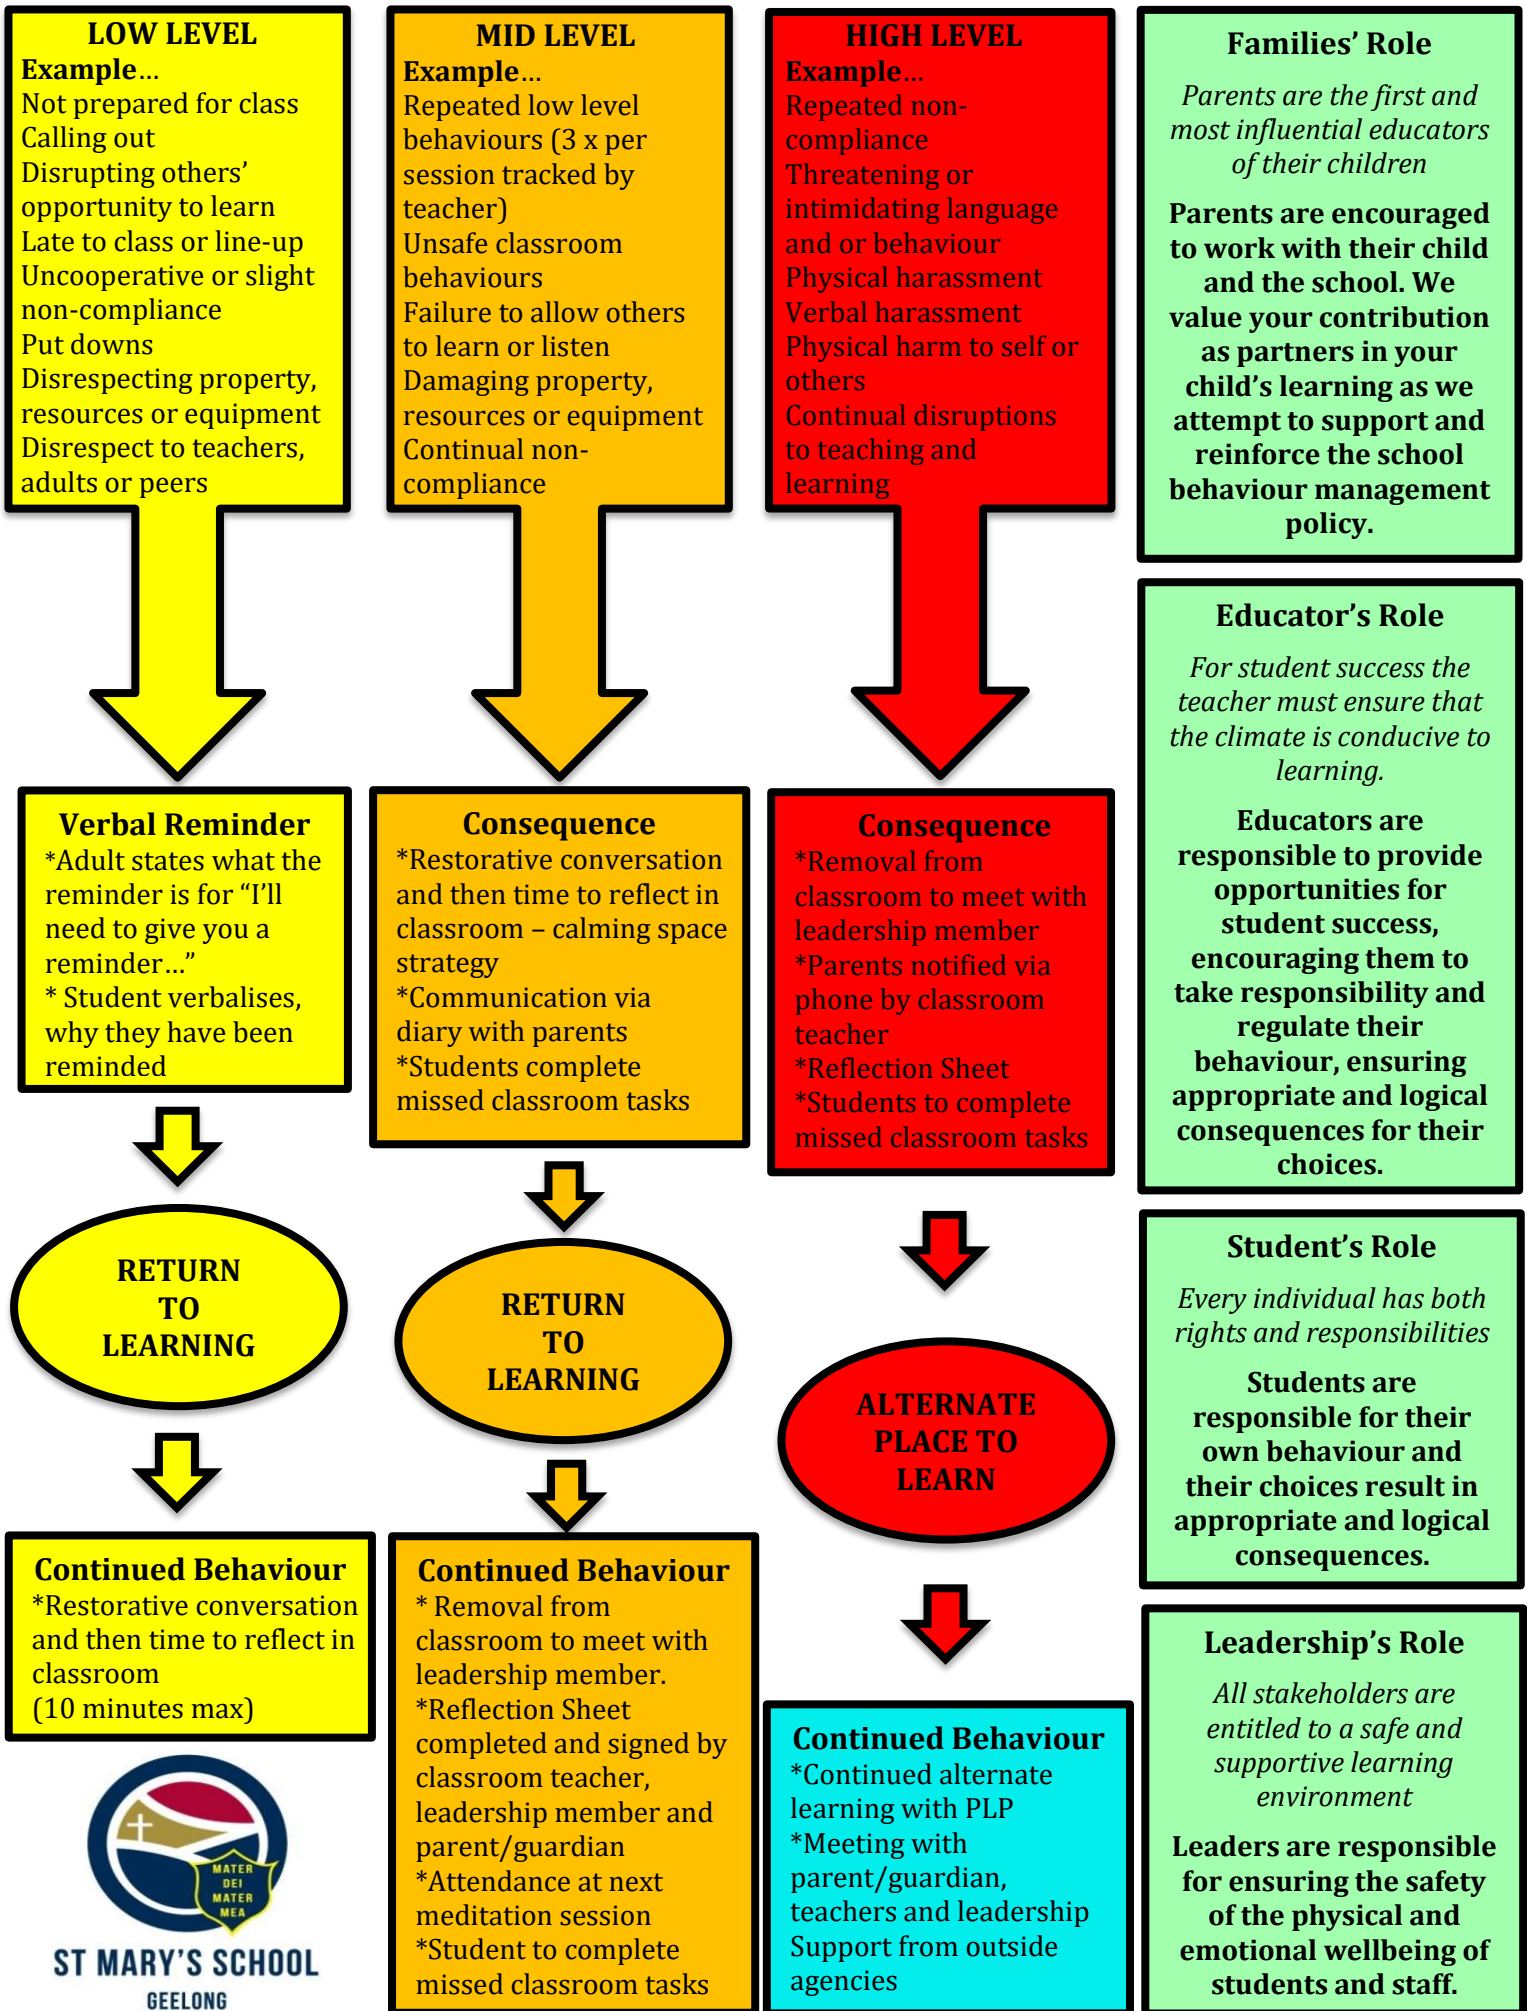 LOW LEVEL
Example…
Not prepared for class
Calling out
Disrupting others’
opportunity to learn
Late to class or line-up
Uncooperative or slight
non-compliance
Put downs
Disrespecting property,
resources or equipment
Disrespect to teachers,
adults or peers
Verbal Reminder
*Adult states what the
reminder is for “I’ll
need to give you a
reminder…”
* Student verbalises,
why they have been
reminded
RETURN
TO
LEARNING
Continued Behaviour
*Restorative conversation
and then time to reflect in
classroom
(10 minutes max)
MATER
DEI
MATER
MEA
ST MARY’S SCHOOL
GEELONG
MID LEVEL
Example…
Repeated low level
behaviours (3 x per
session tracked by
teacher)
Unsafe classroom
behaviours
Failure to allow others
to learn or listen
Damaging property,
resources or equipment
Continual non-
compliance
Consequence
*Restorative conversation
and then time to reflect in
classroom – calming space
strategy
*Communication via
diary with parents
*Students complete
missed classroom tasks
RETURN
TO
LEARNING
Continued Behaviour
* Removal from
classroom to meet with
leadership member.
*Reflection Sheet
completed and signed by
classroom teacher,
leadership member and
parent/guardian
*Attendance at next
meditation session
*Student to complete
missed classroom tasks
HIGH LEVEL
Example…
Repeated non-
compliance
Threatening or
intimidating language
and or behaviour
Physical harassment
Verbal harassment
Physical harm to self or
others
Continual disruptions
to teaching and
learning
Consequence
*Removal from
classroom to meet with
leadership member
*Parents notified via
phone by classroom
teacher
*Reflection Sheet
*Students to complete
missed classroom tasks
ALTERNATE
PLACE TO
LEARN
Continued Behaviour
*Continued alternate
learning with PLP
*Meeting with
parent/guardian,
teachers and leadership
Support from outside
agencies
Families’ Role
Parents are the first and
most influential educators
of their children
Parents are encouraged
to work with their child
and the school. We
value your contribution
as partners in your
child’s learning as we
attempt to support and
reinforce the school
behaviour management
policy.
Educator’s Role
For student success the
teacher must ensure that
the climate is conducive to
learning.
Educators are
responsible to provide
opportunities for
student success,
encouraging them to
take responsibility and
regulate their
behaviour, ensuring
appropriate and logical
consequences for their
choices.
Student’s Role
Every individual has both
rights and responsibilities
Students are
responsible for their
own behaviour and
their choices result in
appropriate and logical
consequences.
Leadership’s Role
All stakeholders are
entitled to a safe and
supportive learning
environment
Leaders are responsible
for ensuring the safety
of the physical and
emotional wellbeing of
students and staff.